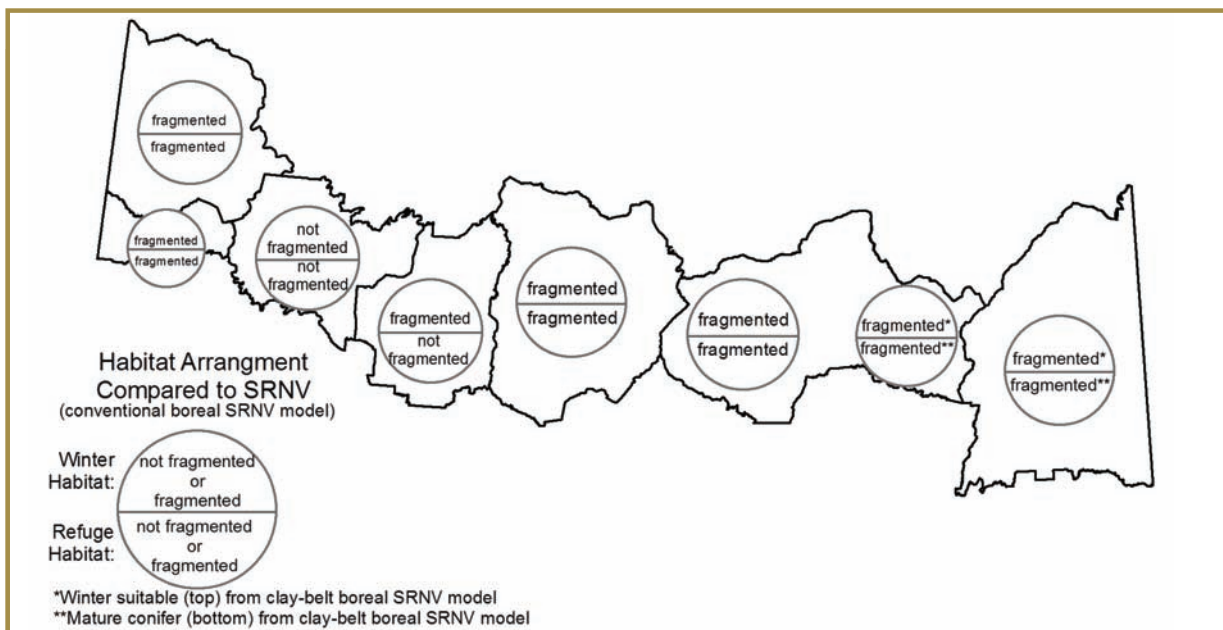 fragmented
fragmented
fragmented
fragmented
not
fragmented
not
fragmented
fragmented
not
fragmented
fragmented
fragmented
fragmented
fragmented
fragmented*
fragmented**
fragmented*
fragmented**
Habitat Arrangment
Compared to SRNV
(conventional boreal SRNV model)
Winter
Habitat:
not fragmented
or
fragmented
Refuge
Habitat:
not fragmented
or
fragmented
*Winter suitable (top) from clay-belt boreal SRNV model
**Mature conifer (bottom) from clay-belt boreal SRNV model